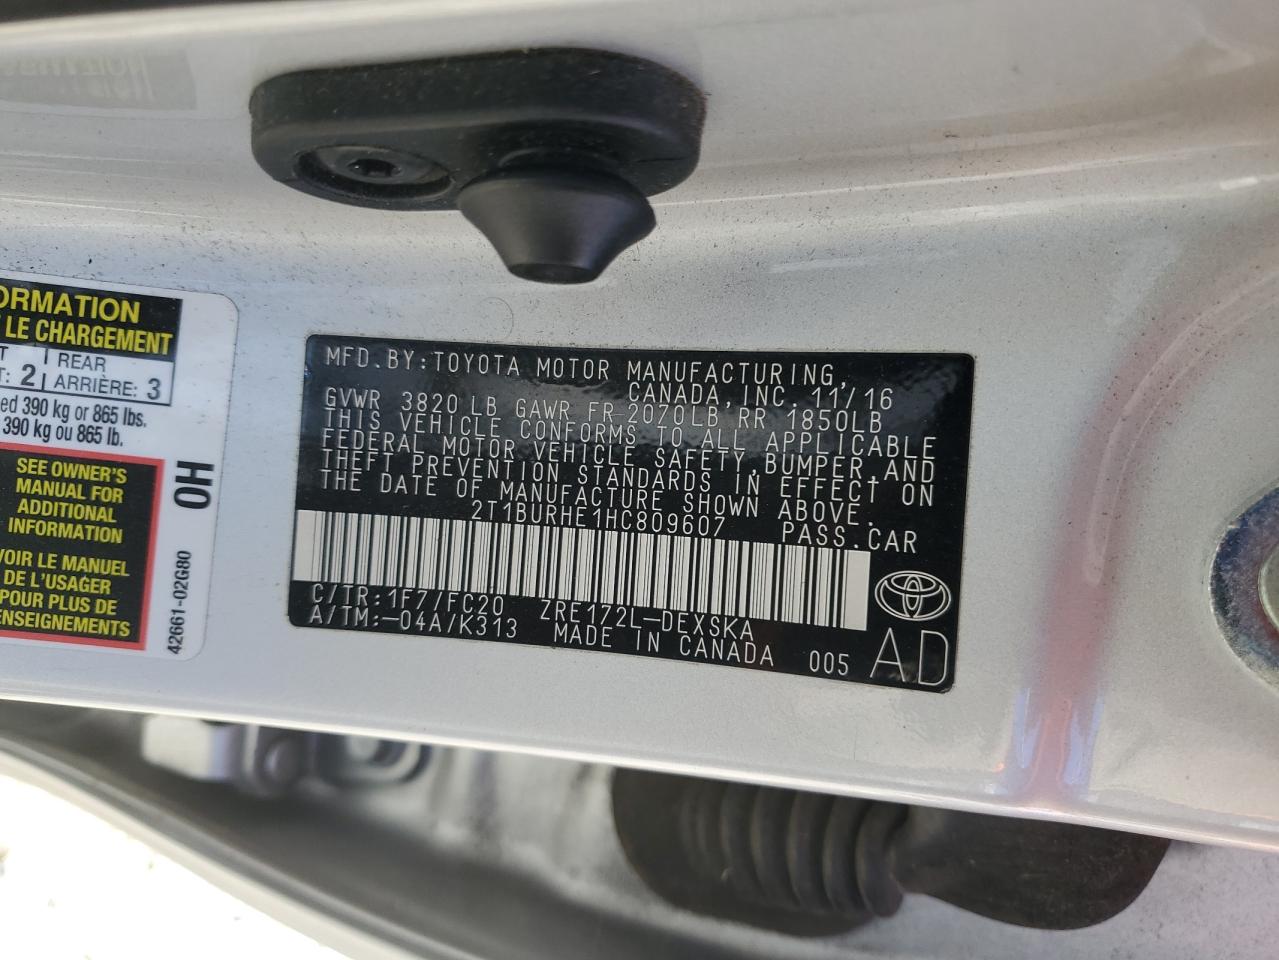 ORMATION
LE CHARGEMENT
REAR
2 ARRIÈRE: 3
ed 390 kg or 865 lbs.
390 kg ou 865 lb.
SEE OWNER'S
MANUAL FOR
ADDITIONAL
INFORMATION
VOIR LE MANUEL
DE L'USAGER
POUR PLUS DE
ENSEIGNEMENTS
OH
42661-02G80
MFD.BY:TOYOTA MOTOR MANUFACTURING,
CANADA,INC.11/16
GVWR 3820 LB GAWR FR 2070LB RR 1850LB
THIS VEHICLE CONFORMS TO ALL APPLICABLE
FEDERAL MOTOR VEHICLE SAFETY,BUMPER,AND
THEFT PREVENTION STANDARDS IN EFFECT ON
THE DATE OF MANUFACTURE SHOWN ABOVE.
2T1BURHE1HC809607 PASS.CAR
C/TR:1F7/FC20 ZRE172L-DEXSKA
A/TM:-04A/K313 MADE IN CANADA 005 AD